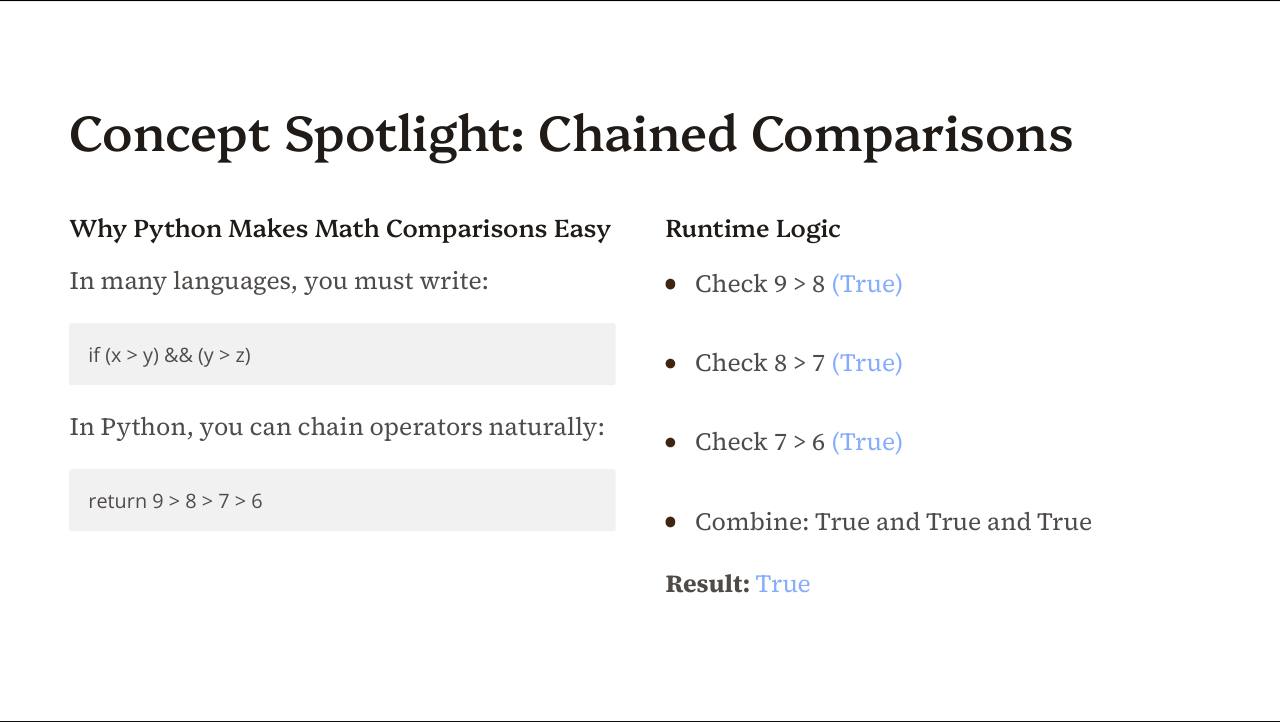 Concept Spotlight: Chained Comparisons
Why Python Makes Math Comparisons Easy
In many languages, you must write:
if (x > y) && (y > z)
In Python, you can chain operators naturally:
return 9 > 8 > 7 > 6
Runtime Logic
• Check 9 > 8 (True)
• Check 8 > 7 (True)
• Check 7 > 6 (True)
• Combine: True and True and True
Result: True